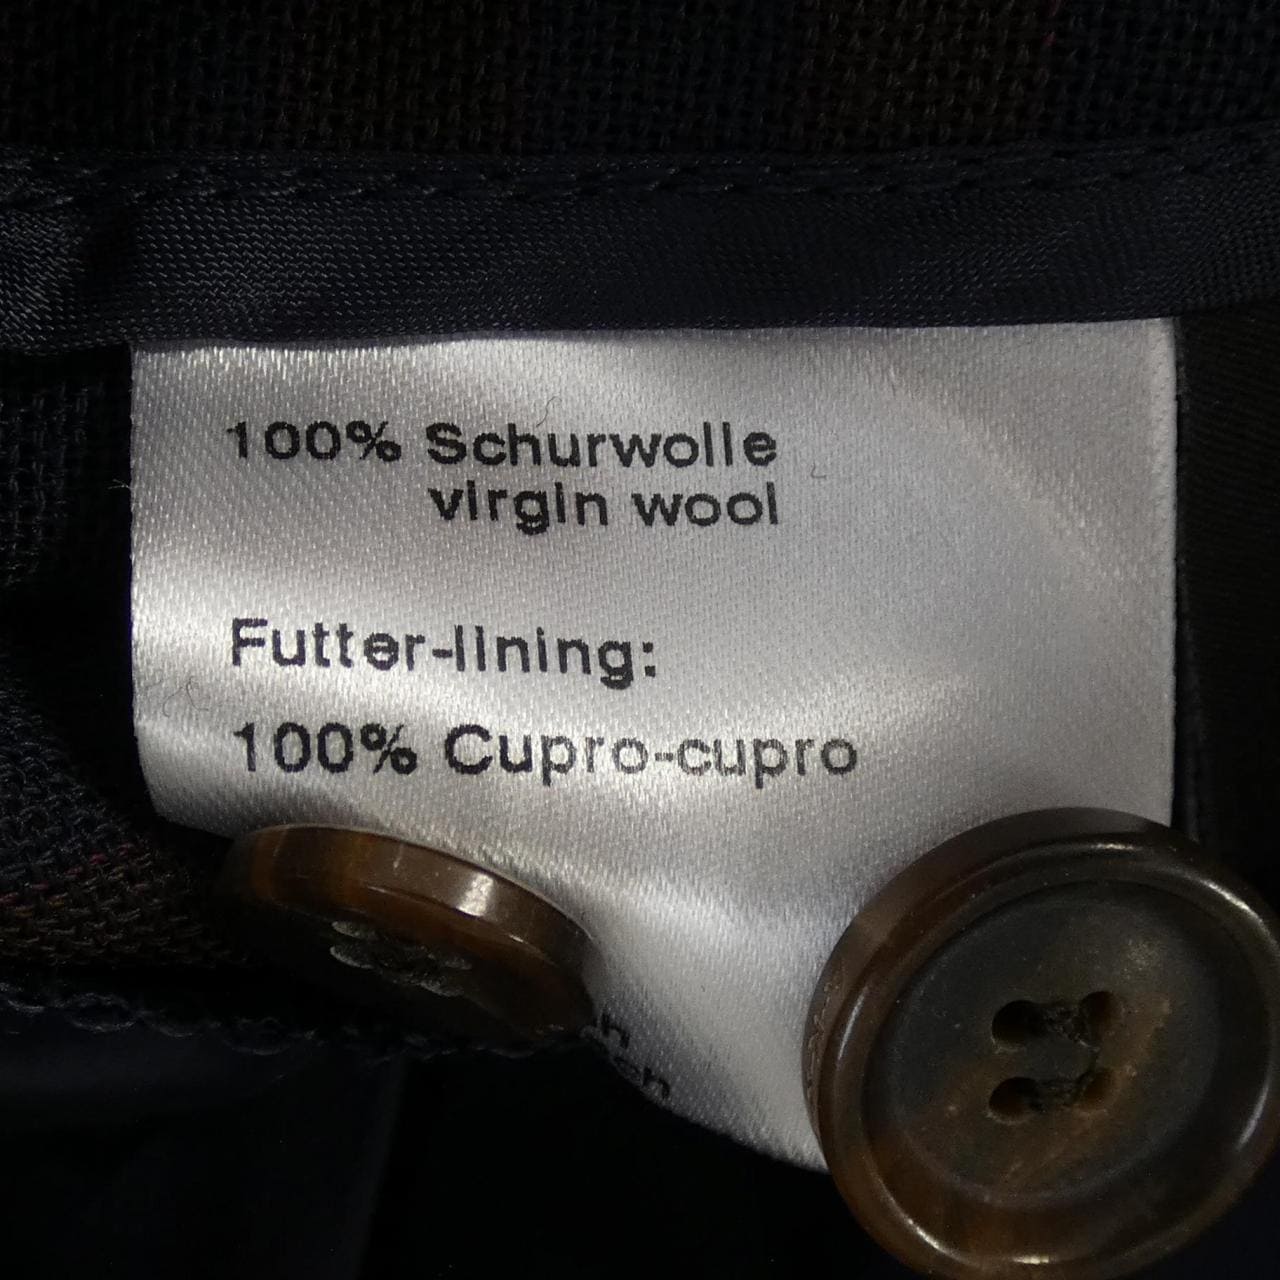 100% Schurwolle
virgin wool
Futter-lining:
100% Cupro-cupro